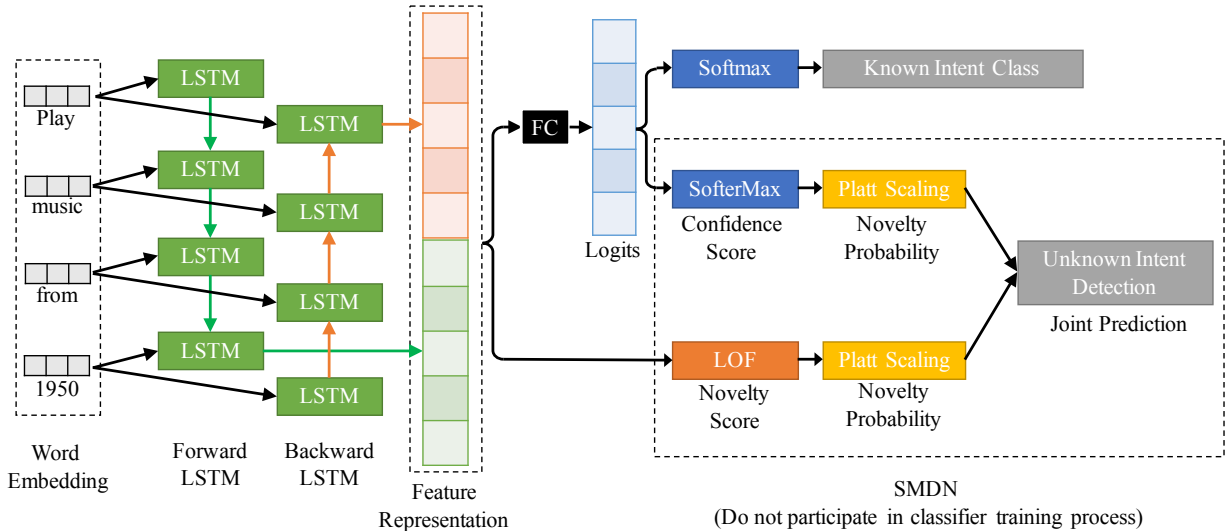 Play
music
from
1950
Word
Embedding
LSTM
LSTM
LSTM
LSTM
Forward
LSTM
LSTM
LSTM
LSTM
LSTM
Backward
LSTM
Feature
Representation
FC
Logits
Softmax
Known Intent Class
SofterMax
Confidence
Score
Platt Scaling
Novelty
Probability
LOF
Novelty
Score
Platt Scaling
Novelty
Probability
Unknown Intent
Detection
Joint Prediction
SMDN
(Do not participate in classifier training process)